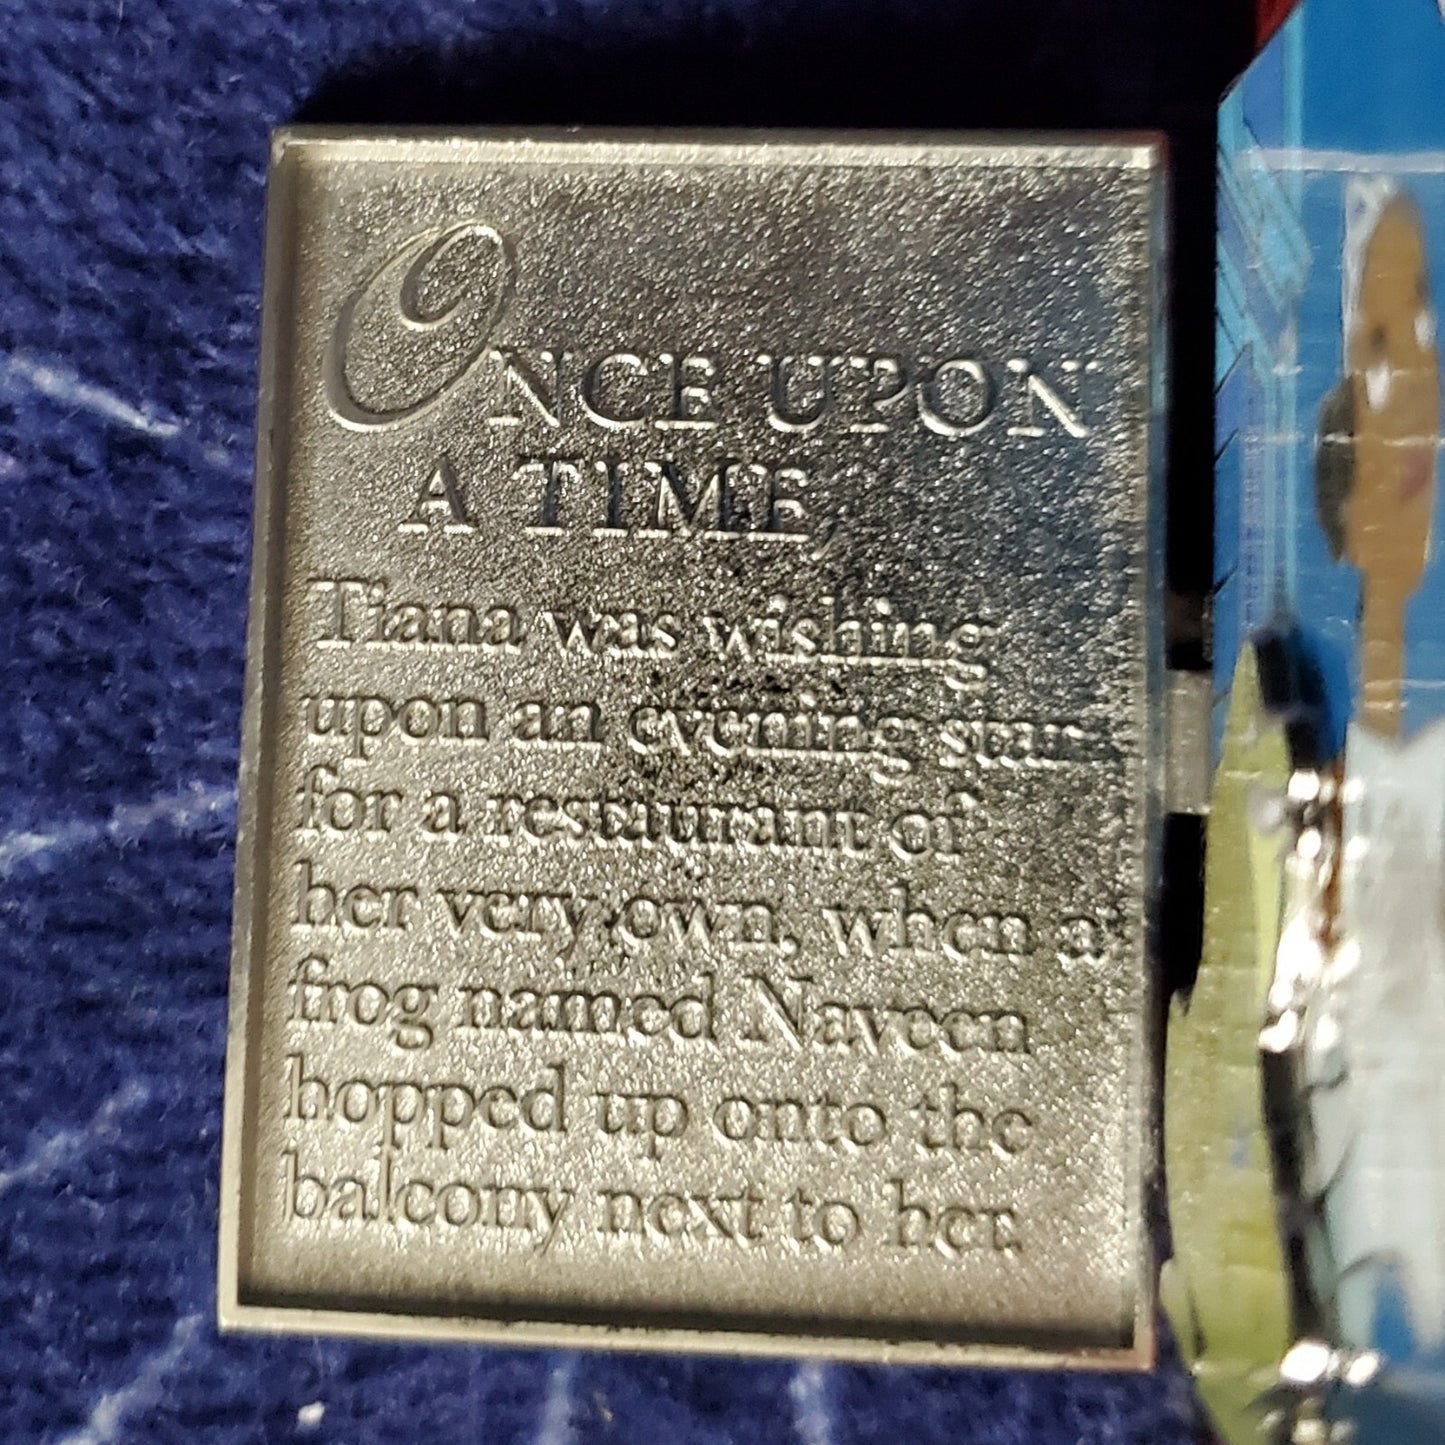 ONCE UPON
A TIME,
Tiana was wishing
upon an evening star
for a restaurant of
her very own, when a
frog named Naveen
hopped up onto the
balcony next to her.